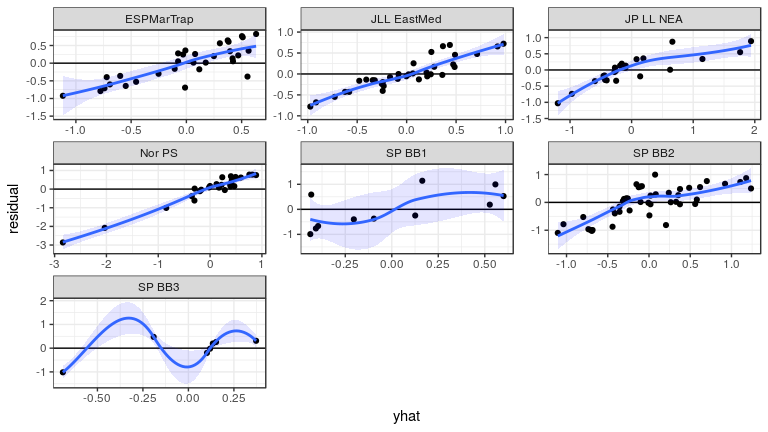 ESPMarTrap
JLL EastMed
JP LL NEA
0.5
0.0
-0.5
-1.0
-1.5
1.0
0.5
0.0
-0.5
-1.0
1.0
0.5
0.0
-0.5
-1.0
-1.5
-1.0 -0.5 0.0 0.5
-1.0 -0.5 0.0 0.5 1.0
-1 0 1 2
Nor PS
SP BB1
SP BB2
1
0
-1
-2
-3
1
0
-1
1
0
-1
-3 -2 -1 0 1
-0.25 0.00 0.25 0.50
-1.0 -0.5 0.0 0.5 1.0
SP BB3
2
1
0
-1
-0.50 -0.25 0.00 0.25
residual
yhat